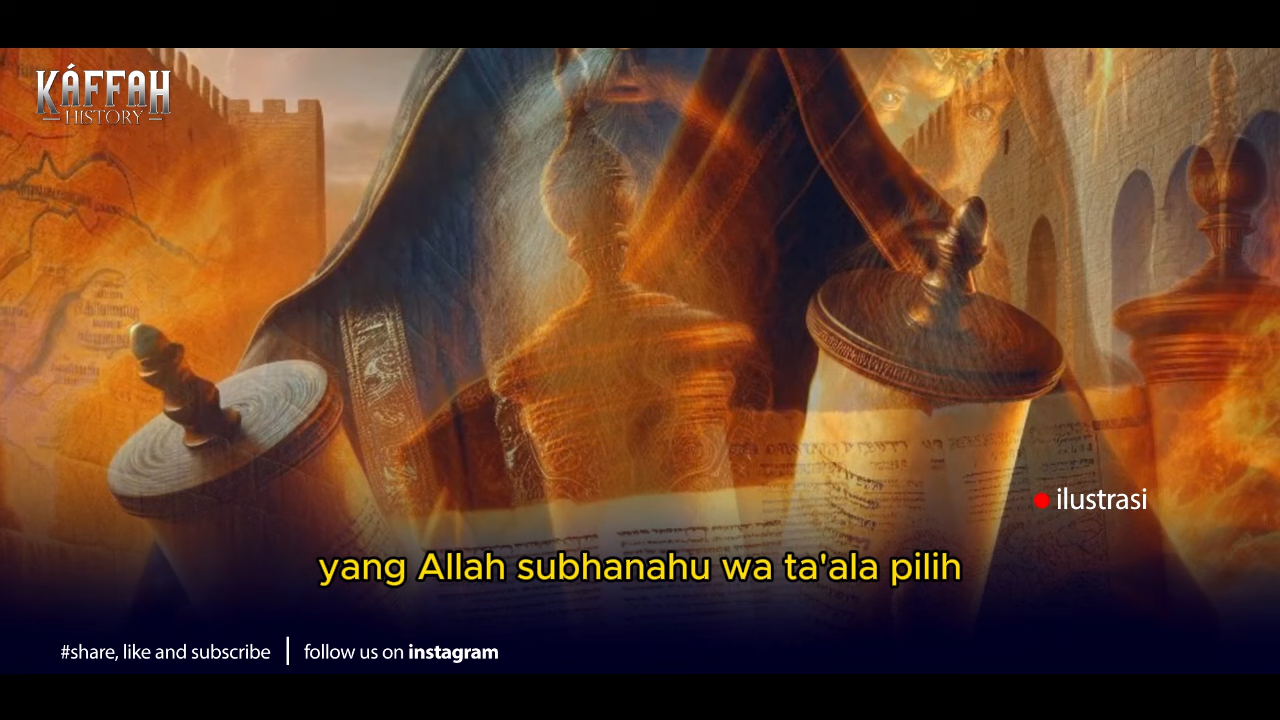 KÁFFAH
HISTORY
ilustrasi
yang Allah subhanahu wa ta'ala pilih
#share, like and subscribe | follow us on instagram